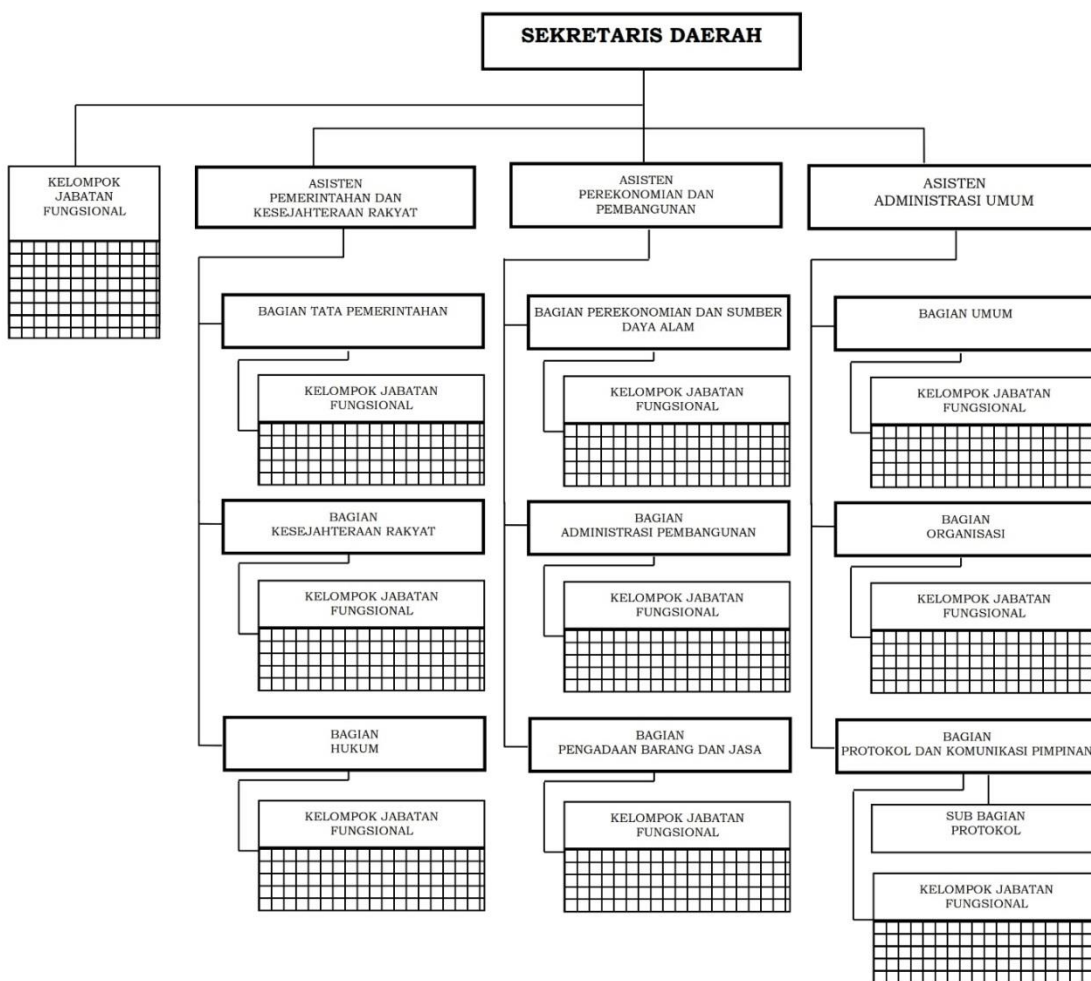 SEKRETARIS DAERAH
KELOMPOK
JABATAN
FUNGSIONAL
ASISTEN
PEMERINTAHAN DAN
KESEJAHTERAAN RAKYAT
ASISTEN
PEREKONOMIAN DAN
PEMBANGUNAN
ASISTEN
ADMINISTRASI UMUM
BAGIAN TATA PEMERINTAHAN
BAGIAN PEREKONOMIAN DAN SUMBER
DAYA ALAM
BAGIAN UMUM
KELOMPOK JABATAN
FUNGSIONAL
KELOMPOK JABATAN
FUNGSIONAL
KELOMPOK JABATAN
FUNGSIONAL
BAGIAN
KESEJAHTERAAN RAKYAT
BAGIAN
ADMINISTRASI PEMBANGUNAN
BAGIAN
ORGANISASI
KELOMPOK JABATAN
FUNGSIONAL
KELOMPOK JABATAN
FUNGSIONAL
KELOMPOK JABATAN
FUNGSIONAL
BAGIAN
HUKUM
BAGIAN
PENGADAAN BARANG DAN JASA
BAGIAN
PROTOKOL DAN KOMUNIKASI PIMPINAN
KELOMPOK JABATAN
FUNGSIONAL
KELOMPOK JABATAN
FUNGSIONAL
SUB BAGIAN
PROTOKOL
KELOMPOK JABATAN
FUNGSIONAL